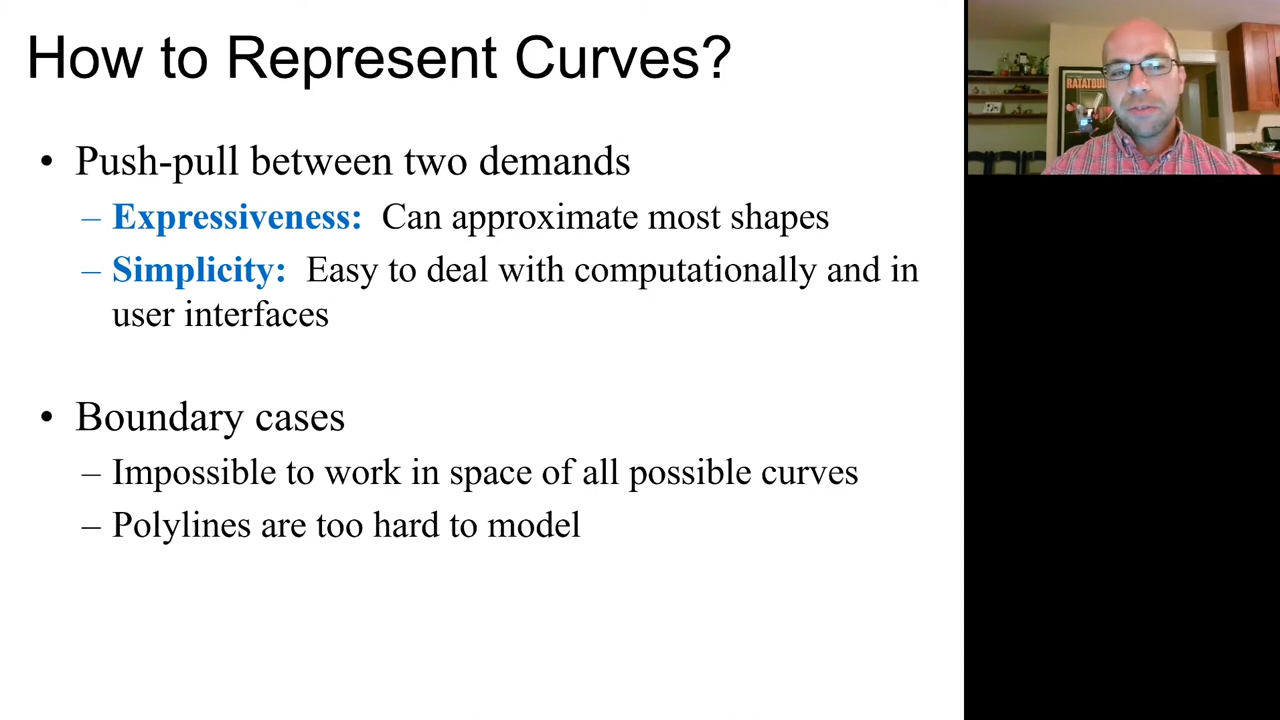 How to Represent Curves?
• Push-pull between two demands
– Expressiveness: Can approximate most shapes
– Simplicity: Easy to deal with computationally and in
user interfaces
• Boundary cases
– Impossible to work in space of all possible curves
– Polylines are too hard to model